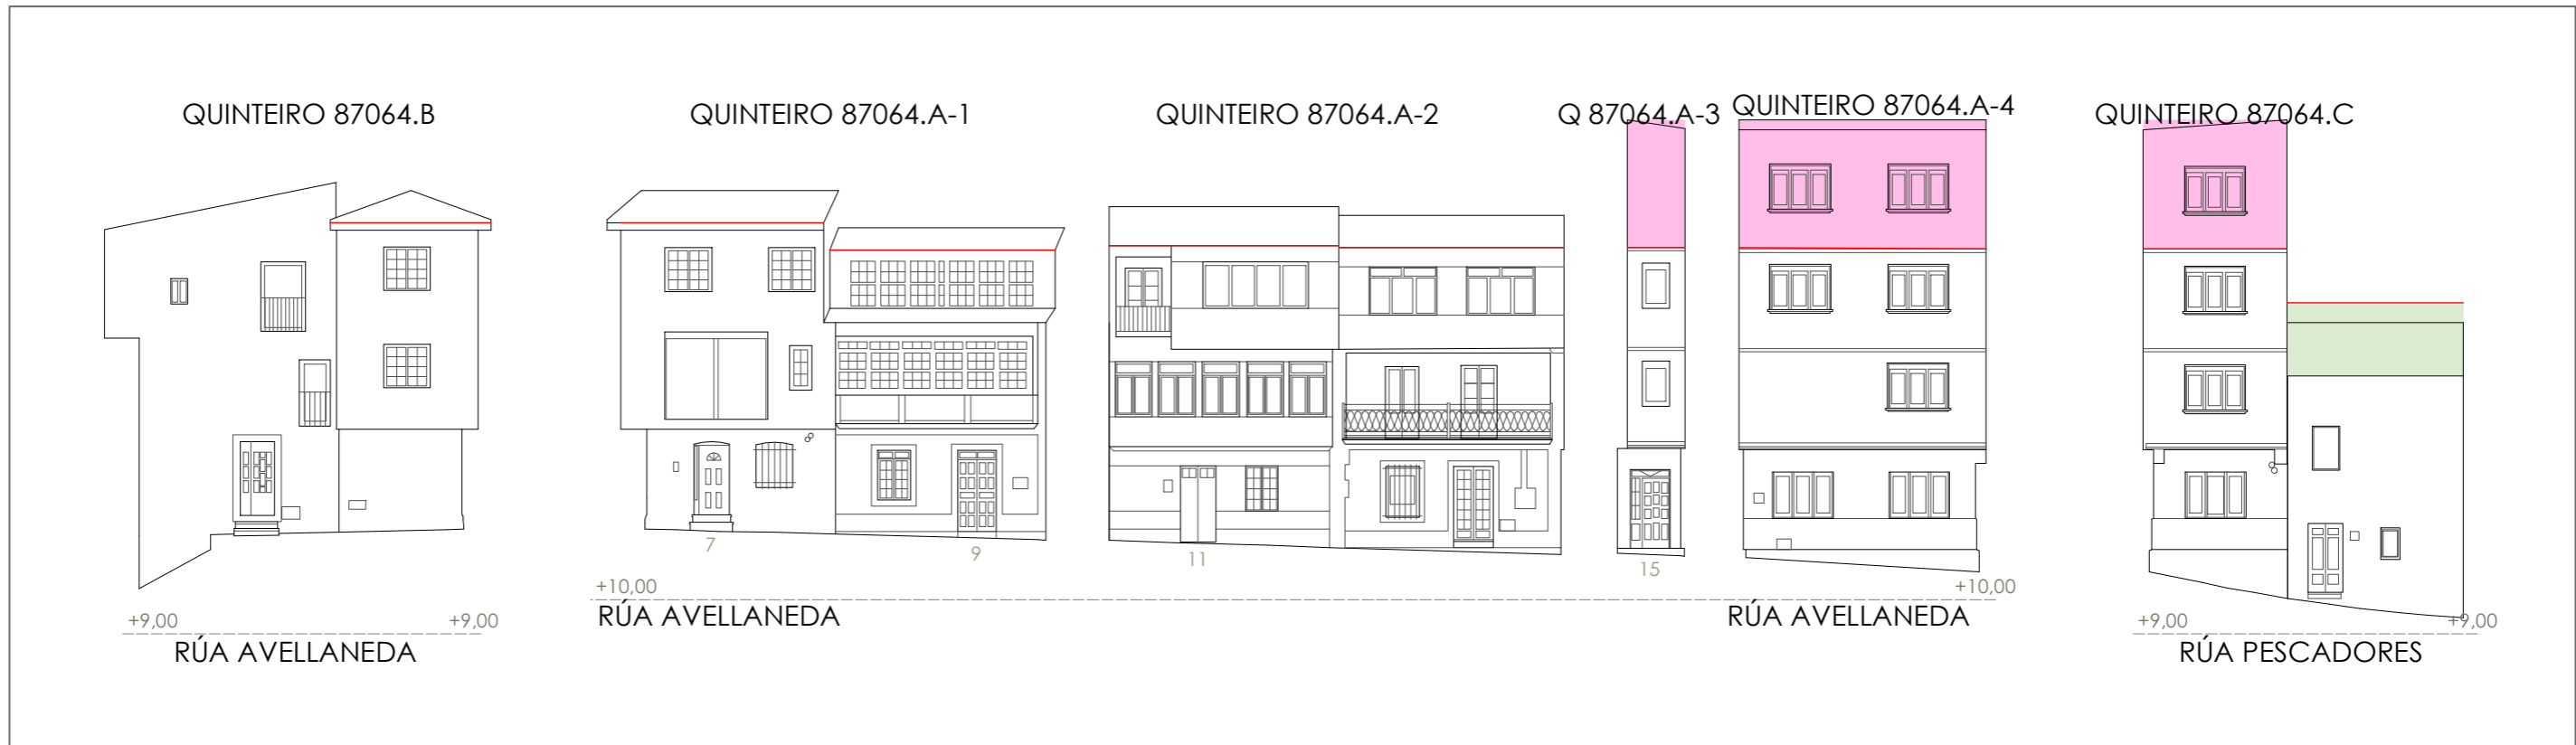 QUINTEIRO 87064.B
QUINTEIRO 87064.A-1
QUINTEIRO 87064.A-2
Q 87064.A-3
QUINTEIRO 87064.A-4
QUINTEIRO 87064.C
7
9
11
15
+10,00
+10,00
RÚA AVELLANEDA
RÚA AVELLANEDA
+9,00
+9,00
RÚA AVELLANEDA
+9,00
+9,00
RÚA PESCADORES